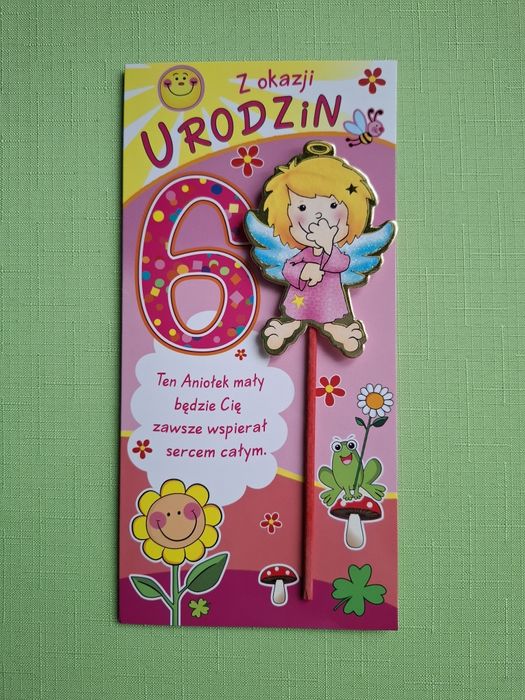 Z okazji
URODZiN
6
Ten Aniołek mały
będzie Cię
zawsze wspierał
sercem całym.